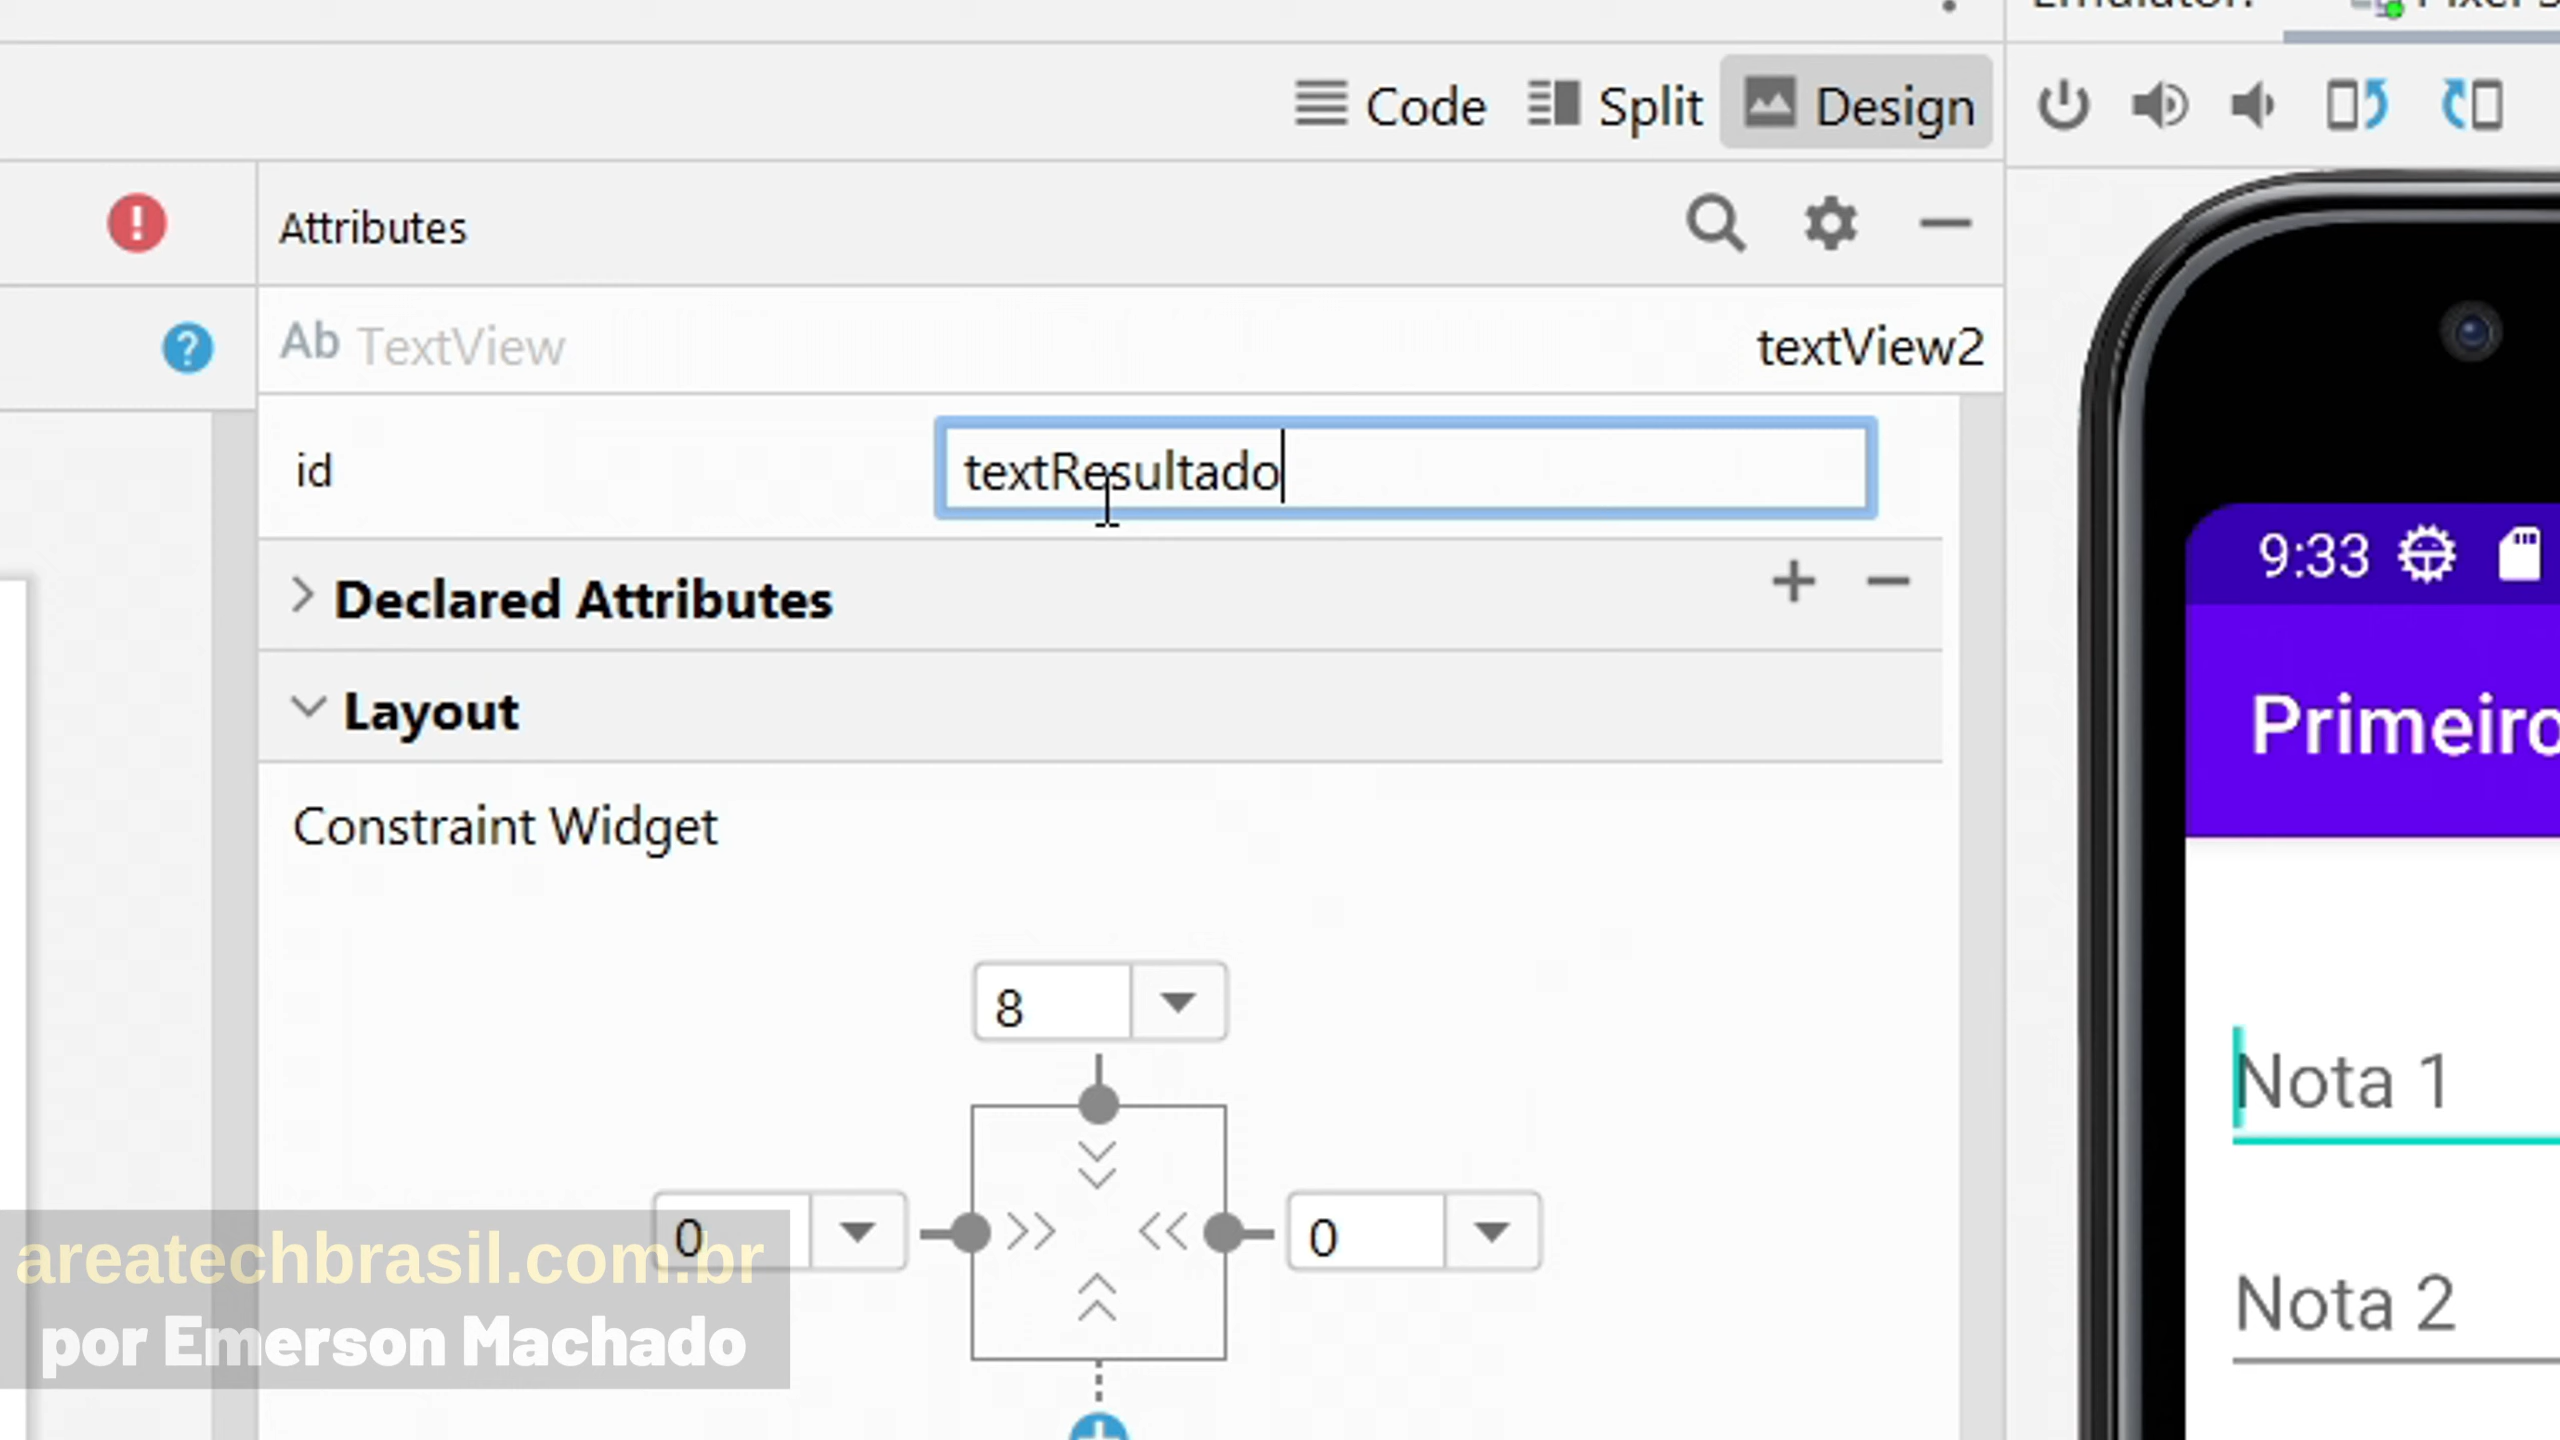 Code Split Design
Attributes
Ab TextView textView2
id textResultado
Declared Attributes
Layout
Constraint Widget
8
0 0
areatechbrasil.com.br
por Emerson Machado
9:33
Primeiro
Nota 1
Nota 2